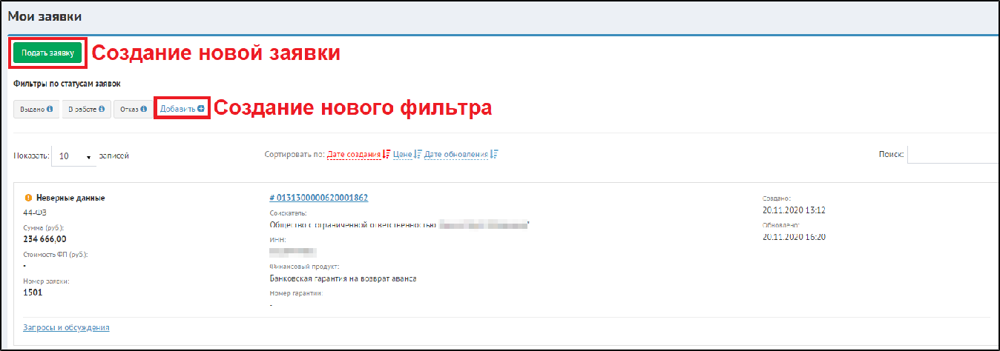 Мои заявки
Подать заявку Создание новой заявки
Фильтры по статусам заявок
Выдано В работе Отказ Добавить Создание нового фильтра
Показать: 10 записей Сортировать по: Дате создания Цене Дате обновления Поиск:
Неверные данные # 0131300000620001862 Создано:
44-ФЗ Соискатель: 20.11.2020 13:12
Сумма (руб.): Общество с ограниченной ответственностью " Обновлено:
234 666,00 ИНН: 20.11.2020 16:20
Стоимость ФП (руб.):
- Финансовый продукт:
Номер заявки: Банковская гарантия на возврат аванса
1501 Номер гарантии:
-
Запросы и обсуждения